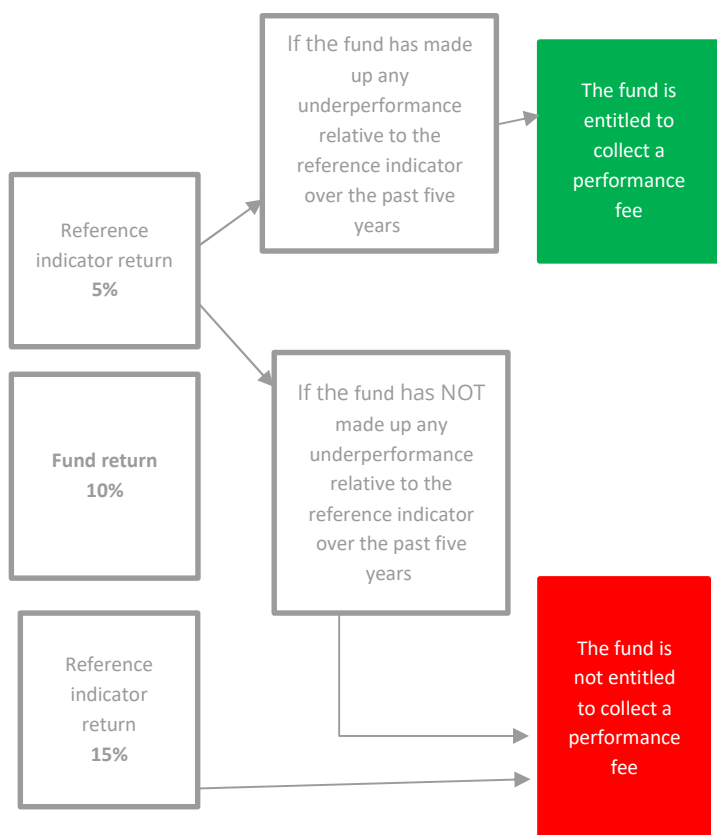 If the fund has made
up any
underperformance
relative to the
reference indicator
over the past five
years
The fund is
entitled to
collect a
performance
fee
Reference
indicator return
5%
Fund return
10%
If the fund has NOT
made up any
underperformance
relative to the
reference indicator
over the past five
years
Reference
indicator
return
15%
The fund is
not entitled
to collect a
performance
fee